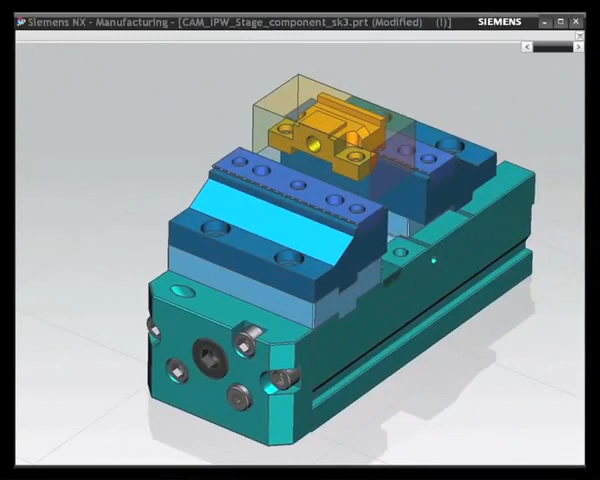 Siemens NX - Manufacturing - [CAM_IPW_Stage_component_sk3.prt (Modified) (!)] SIEMENS